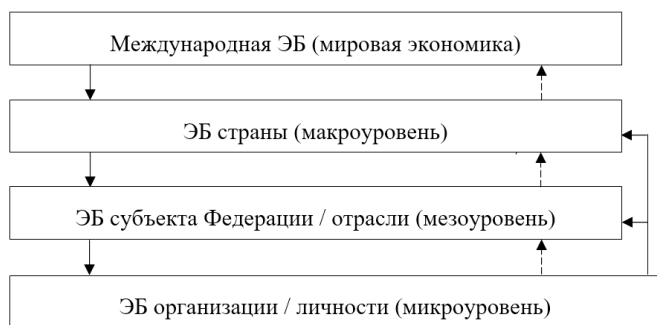 Международная ЭБ (мировая экономика)
ЭБ страны (макроуровень)
ЭБ субъекта Федерации / отрасли (мезоуровень)
ЭБ организации / личности (микроуровень)